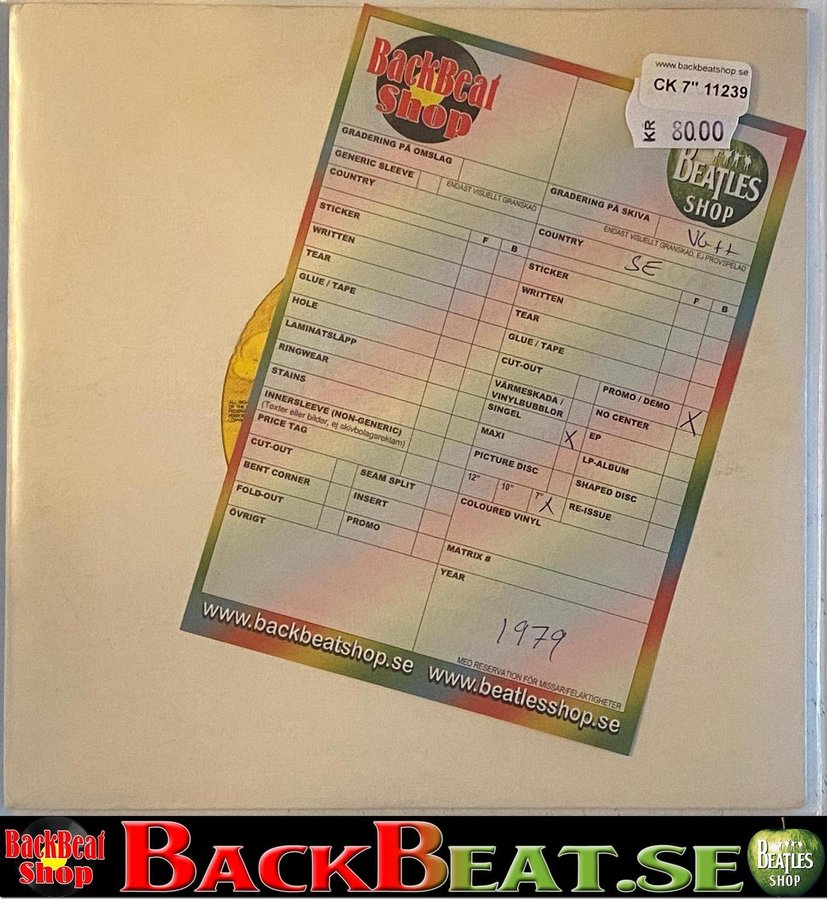 BackBeat
Shop
www.backbeatshop.se
CK 7" 11239
KR 80.00
BEATLES
SHOP
GRADERING PÅ OMSLAG
GENERIC SLEEVE
ENDAST VISUELLT GRANSKAD
COUNTRY
F B
STICKER
WRITTEN
TEAR
GLUE / TAPE
HOLE
LAMINATSLÄPP
RINGWEAR
STAINS
INNERSLEEVE (NON-GENERIC)
(Texter eller bilder, ej skivbolagsreklam)
PRICE TAG
CUT-OUT
BENT CORNER
SEAM SPLIT
FOLD-OUT
INSERT
ÖVRIGT
PROMO
GRADERING PÅ SKIVA
VG++
ENDAST VISUELLT GRANSKAD, EJ PROVSPELAD
COUNTRY
SE
F B
STICKER
WRITTEN
TEAR
GLUE / TAPE
CUT-OUT
VÄRMESKADA /
VINYLBUBBLOR
PROMO / DEMO
SINGEL
NO CENTER X
MAXI X
EP
PICTURE DISC
LP-ALBUM
12" 10" 7" X
SHAPED DISC
COLOURED VINYL
RE-ISSUE
MATRIX #
YEAR
1979
MED RESERVATION FÖR MISSAR/FELAKTIGHETER
www.backbeatshop.se www.beatlesshop.se
BackBeat
Shop
BACKBEAT.SE
BEATLES
SHOP